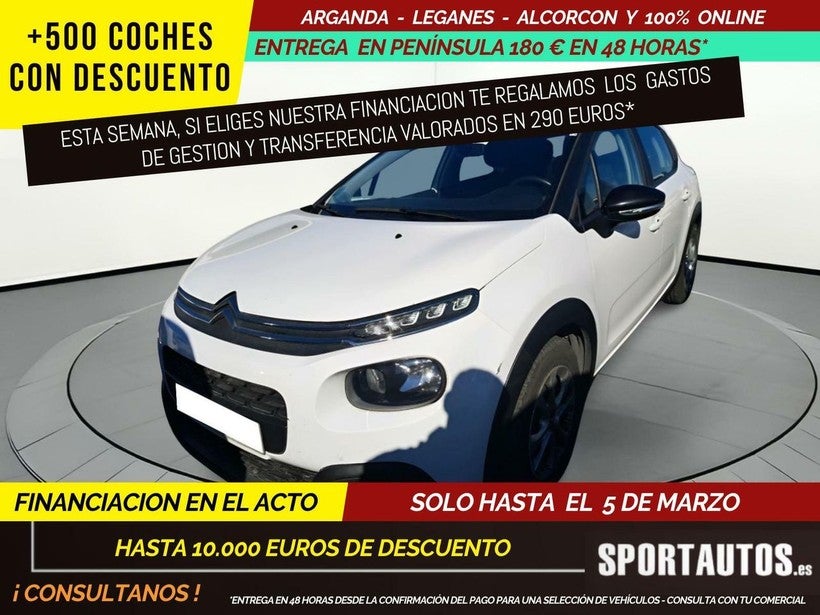 +500 COCHES
CON DESCUENTO
ARGANDA - LEGANES - ALCORCON Y 100% ONLINE
ENTREGA EN PENÍNSULA 180 € EN 48 HORAS*
ESTA SEMANA, SI ELIGES NUESTRA FINANCIACION TE REGALAMOS LOS GASTOS
DE GESTION Y TRANSFERENCIA VALORADOS EN 290 EUROS*
FINANCIACION EN EL ACTO
SOLO HASTA EL 5 DE MARZO
HASTA 10.000 EUROS DE DESCUENTO
SPORTAUTOS.es
¡ CONSULTANOS !
*ENTREGA EN 48 HORAS DESDE LA CONFIRMACIÓN DEL PAGO PARA UNA SELECCIÓN DE VEHÍCULOS - CONSULTA CON TU COMERCIAL